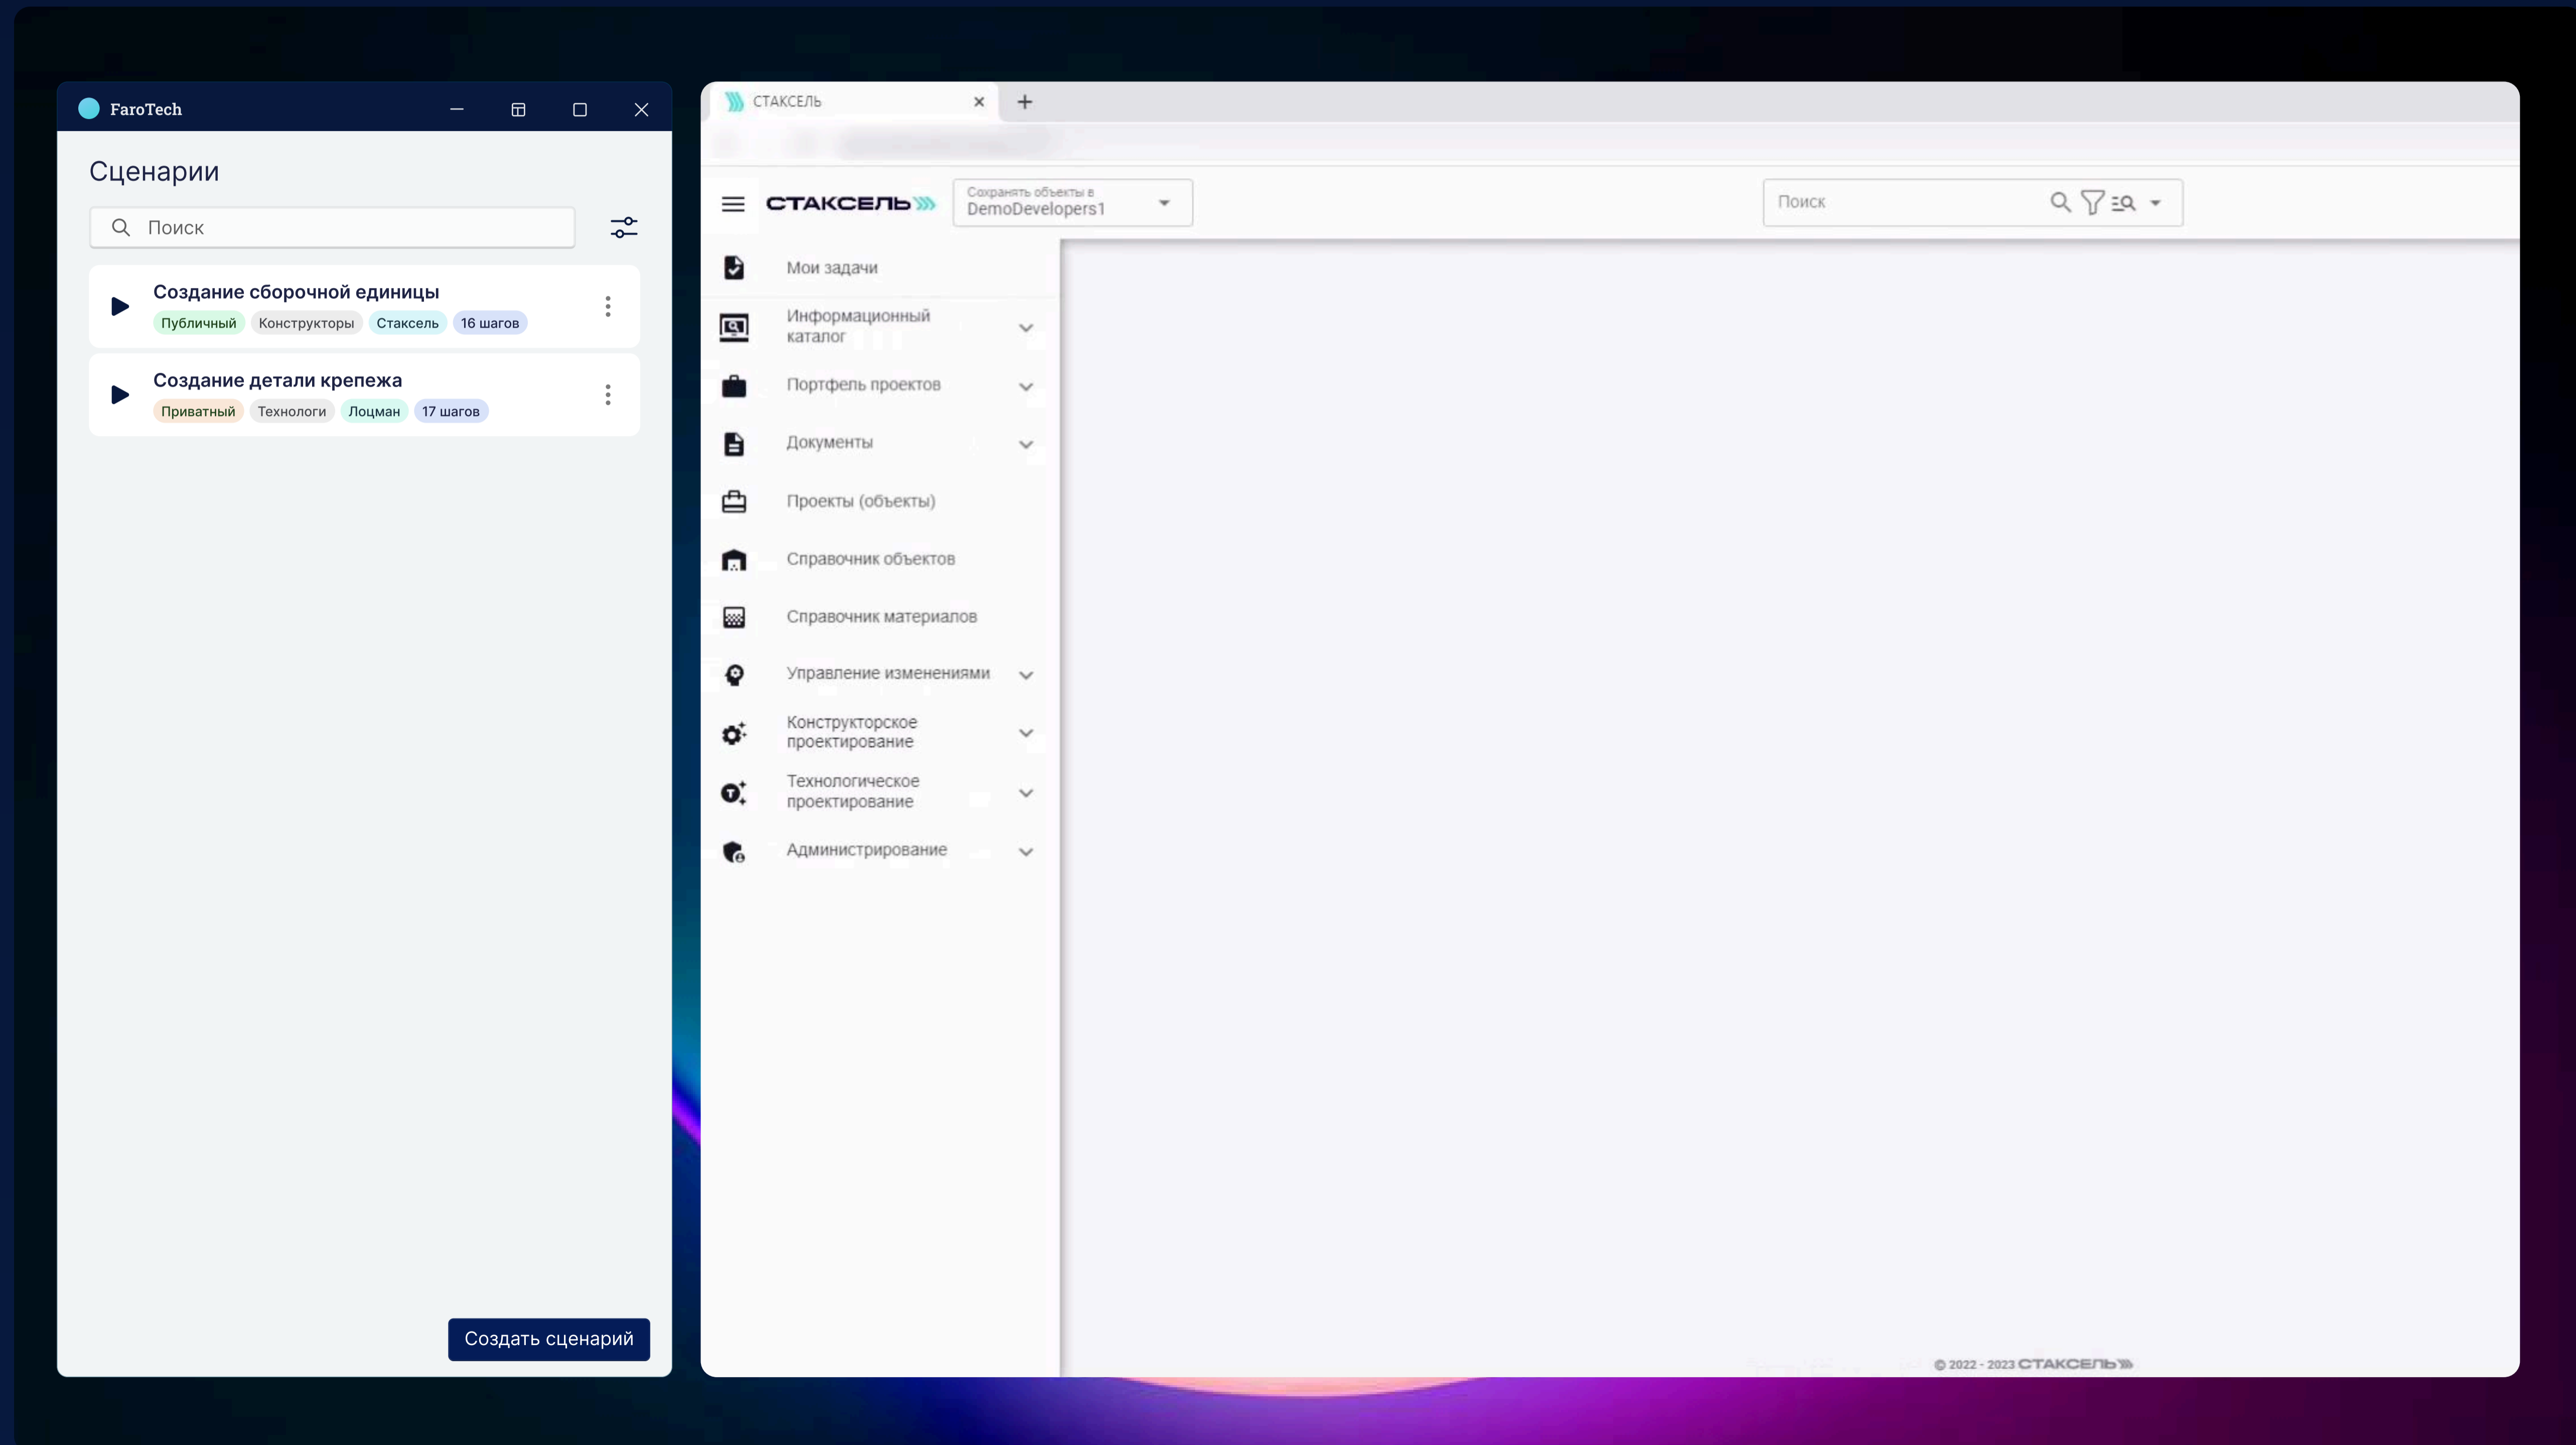 FaroTech
Сценарии
Поиск
Создание сборочной единицы
Публичный Конструкторы Стаксель 16 шагов
Создание детали крепежа
Приватный Технологи Лоцман 17 шагов
Создать сценарий
СТАКСЕЛЬ
СТАКСЕЛЬ
Сохранять объекты в
DemoDevelopers1
Поиск
Мои задачи
Информационный
каталог
Портфель проектов
Документы
Проекты (объекты)
Справочник объектов
Справочник материалов
Управление изменениями
Конструкторское
проектирование
Технологическое
проектирование
Администрирование
© 2022 - 2023 СТАКСЕЛЬ